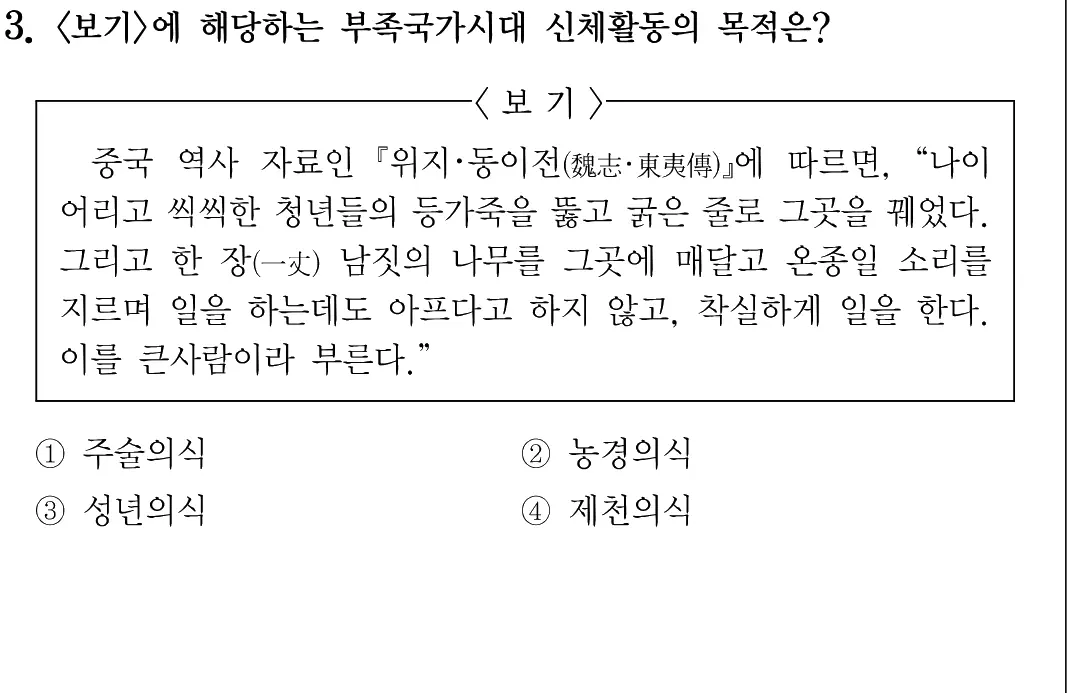 3. 〈보기〉에 해당하는 부족국가시대 신체활동의 목적은?
〈 보 기 〉
중국 역사 자료인 『위지·동이전(魏志·東夷傳)』에 따르면, “나이
어리고 씩씩한 청년들의 등가죽을 뚫고 굵은 줄로 그곳을 꿰었다.
그리고 한 장(一丈) 남짓의 나무를 그곳에 매달고 온종일 소리를
지르며 일을 하는데도 아프다고 하지 않고, 착실하게 일을 한다.
이를 큰사람이라 부른다.”
① 주술의식 ② 농경의식
③ 성년의식 ④ 제천의식